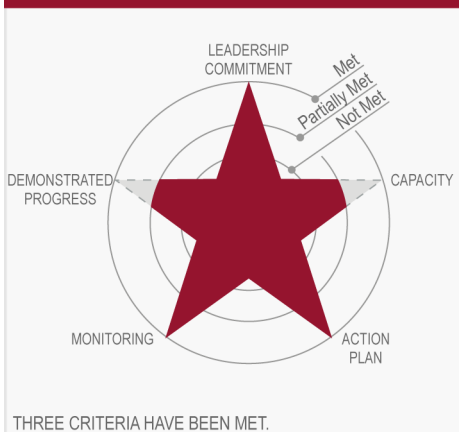 LEADERSHIP
COMMITMENT
Met
Partially Met
Not Met
DEMONSTRATED
PROGRESS
CAPACITY
MONITORING
ACTION
PLAN
THREE CRITERIA HAVE BEEN MET.